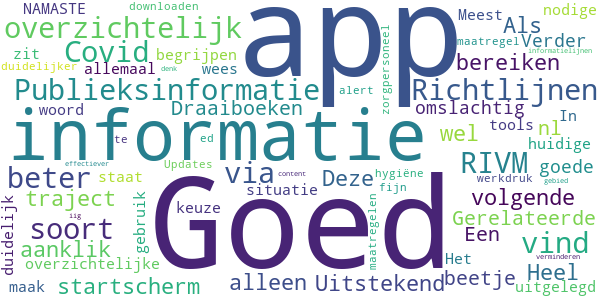 NAMASTE downloaden app Meest nodige
overzichtelijk Als
zit Covid begrijpen zorgpersoneel maatregel Verder
informatielijnen
duidelijker allemaal denk wees alert bereiken
Publieksinformatie Richtlijnen
woord Draaiboeken omslachtig In tools
informatie
te ed wel nl huidige
effectiever Updates content hygiëne RIVM goede
beter staat via Deze fijn werkdruk gebied
traject situatie volgende
duidelijk soort gebruik keuze Goed maatregelen Gerelateerde
aanklik Een vind
overzichtelijke Het verminderen
maak startscherm iig alleen Uitstekend beetje Heel uitgelegd